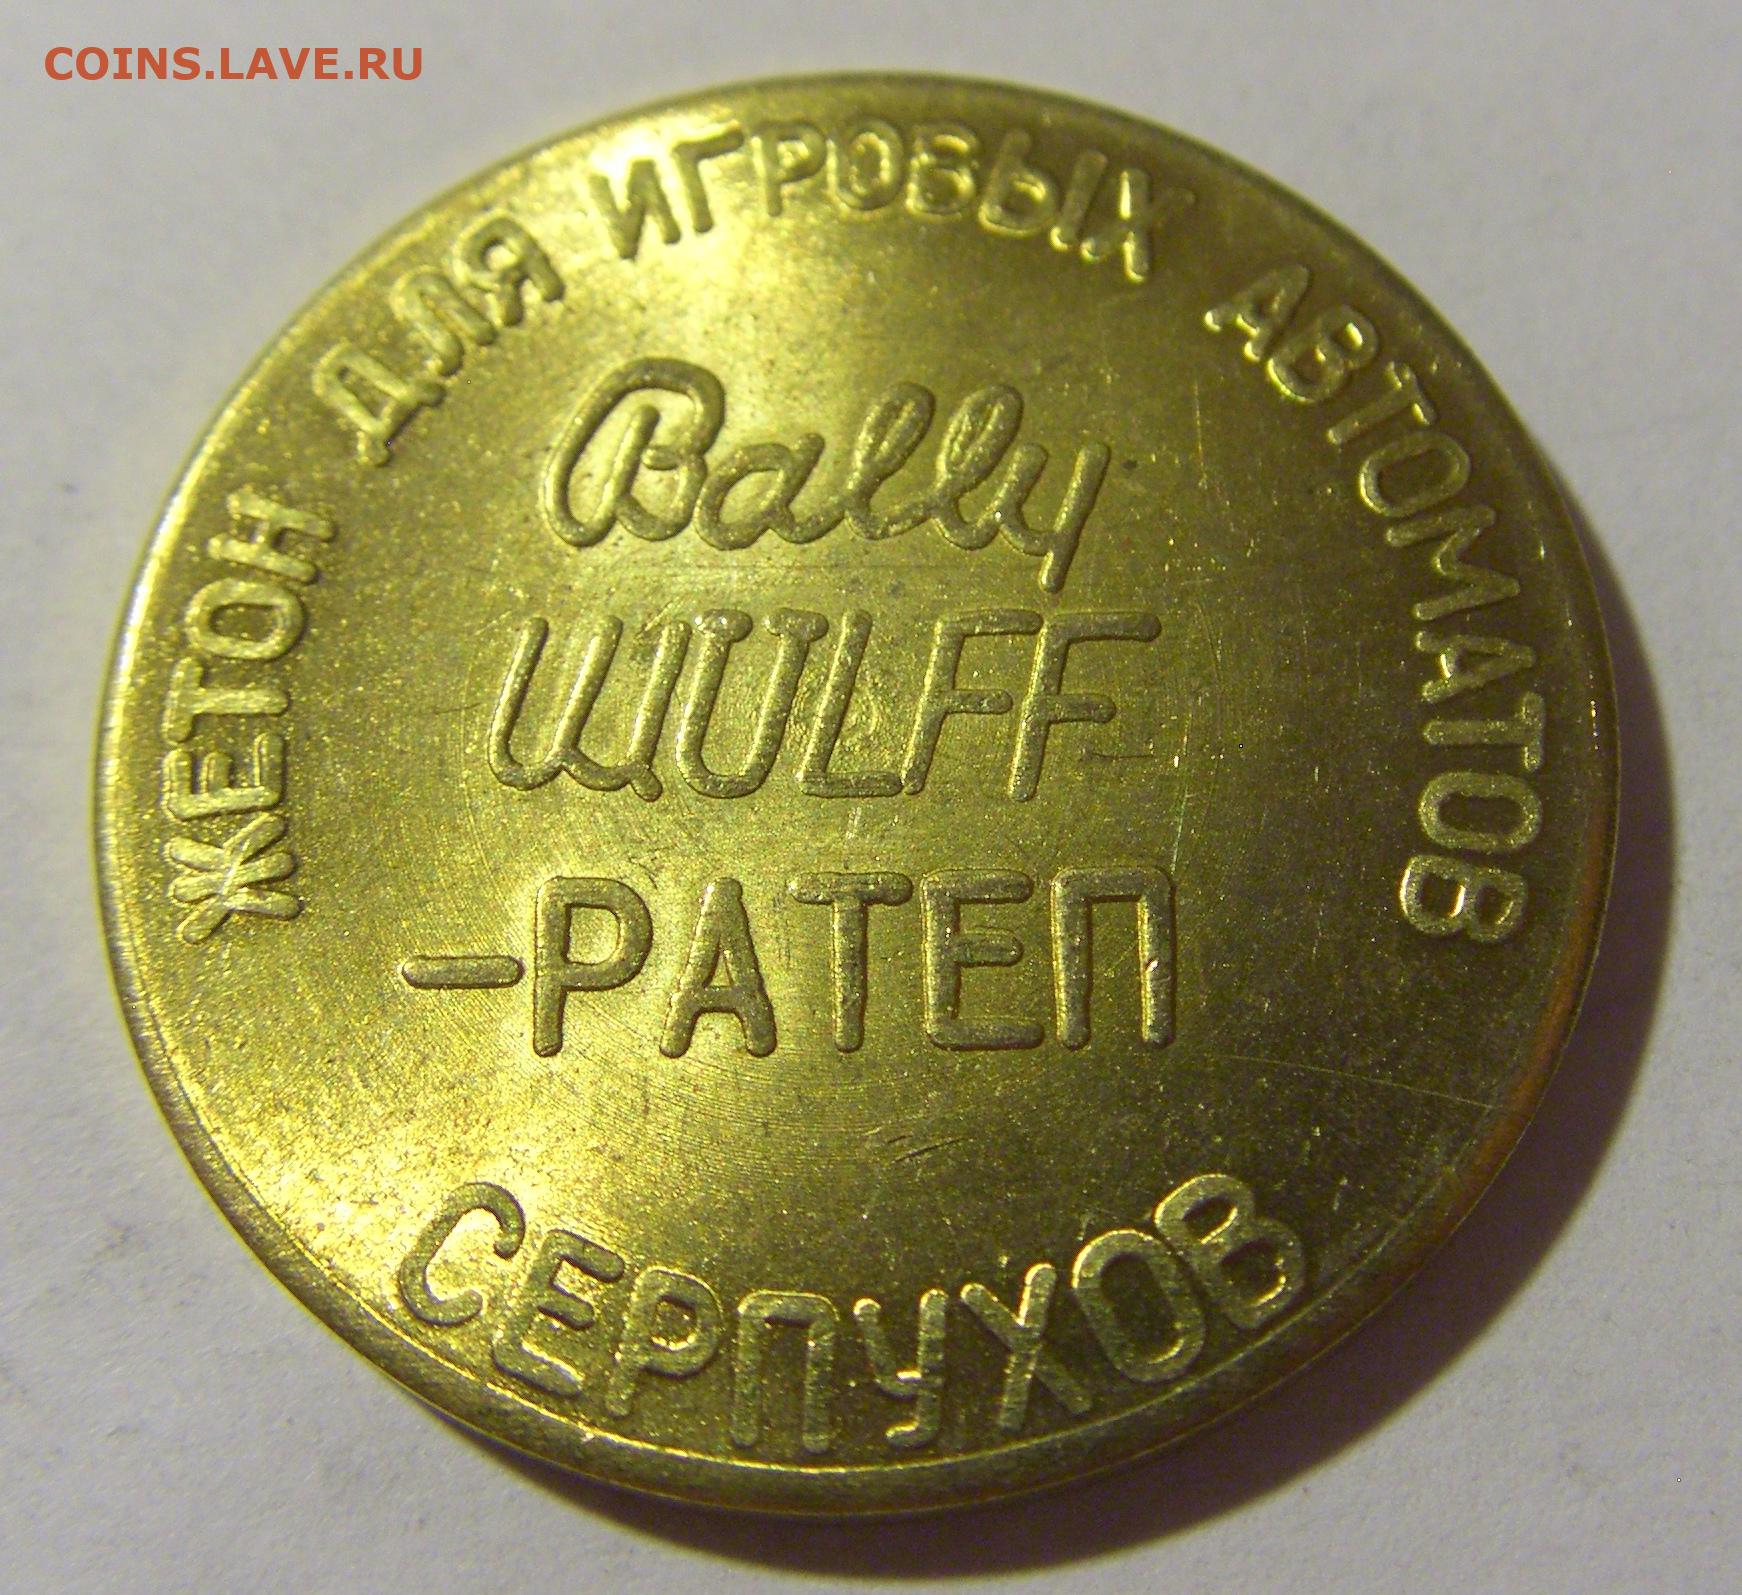 COINS.LAVE.RU
ЖЕТОН ДЛЯ ИГРОВЫХ АВТОМАТОВ
Bally
WULFF
-РАТЕП
СЕРПУХОВ